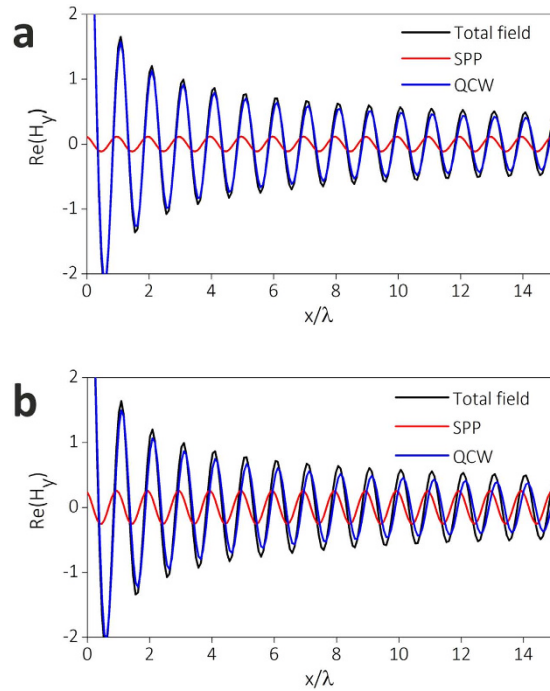 a
2
1
0
-1
-2
Re(Hy)
Total field
SPP
QCW
0 2 4 6 8 10 12 14
x/λ
b
2
1
0
-1
-2
Re(Hy)
Total field
SPP
QCW
0 2 4 6 8 10 12 14
x/λ